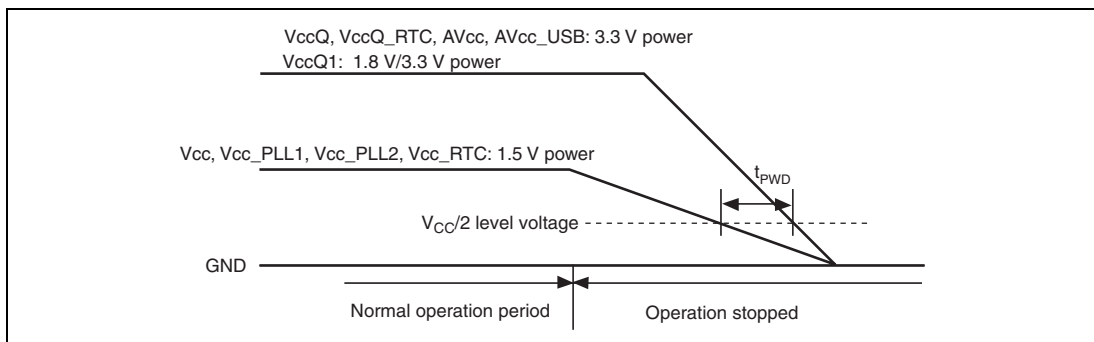 VccQ, VccQ_RTC, AVcc, AVcc_USB: 3.3 V power
VccQ1: 1.8 V/3.3 V power
Vcc, Vcc_PLL1, Vcc_PLL2, Vcc_RTC: 1.5 V power
tPWD
VCC/2 level voltage
GND
Normal operation period
Operation stopped